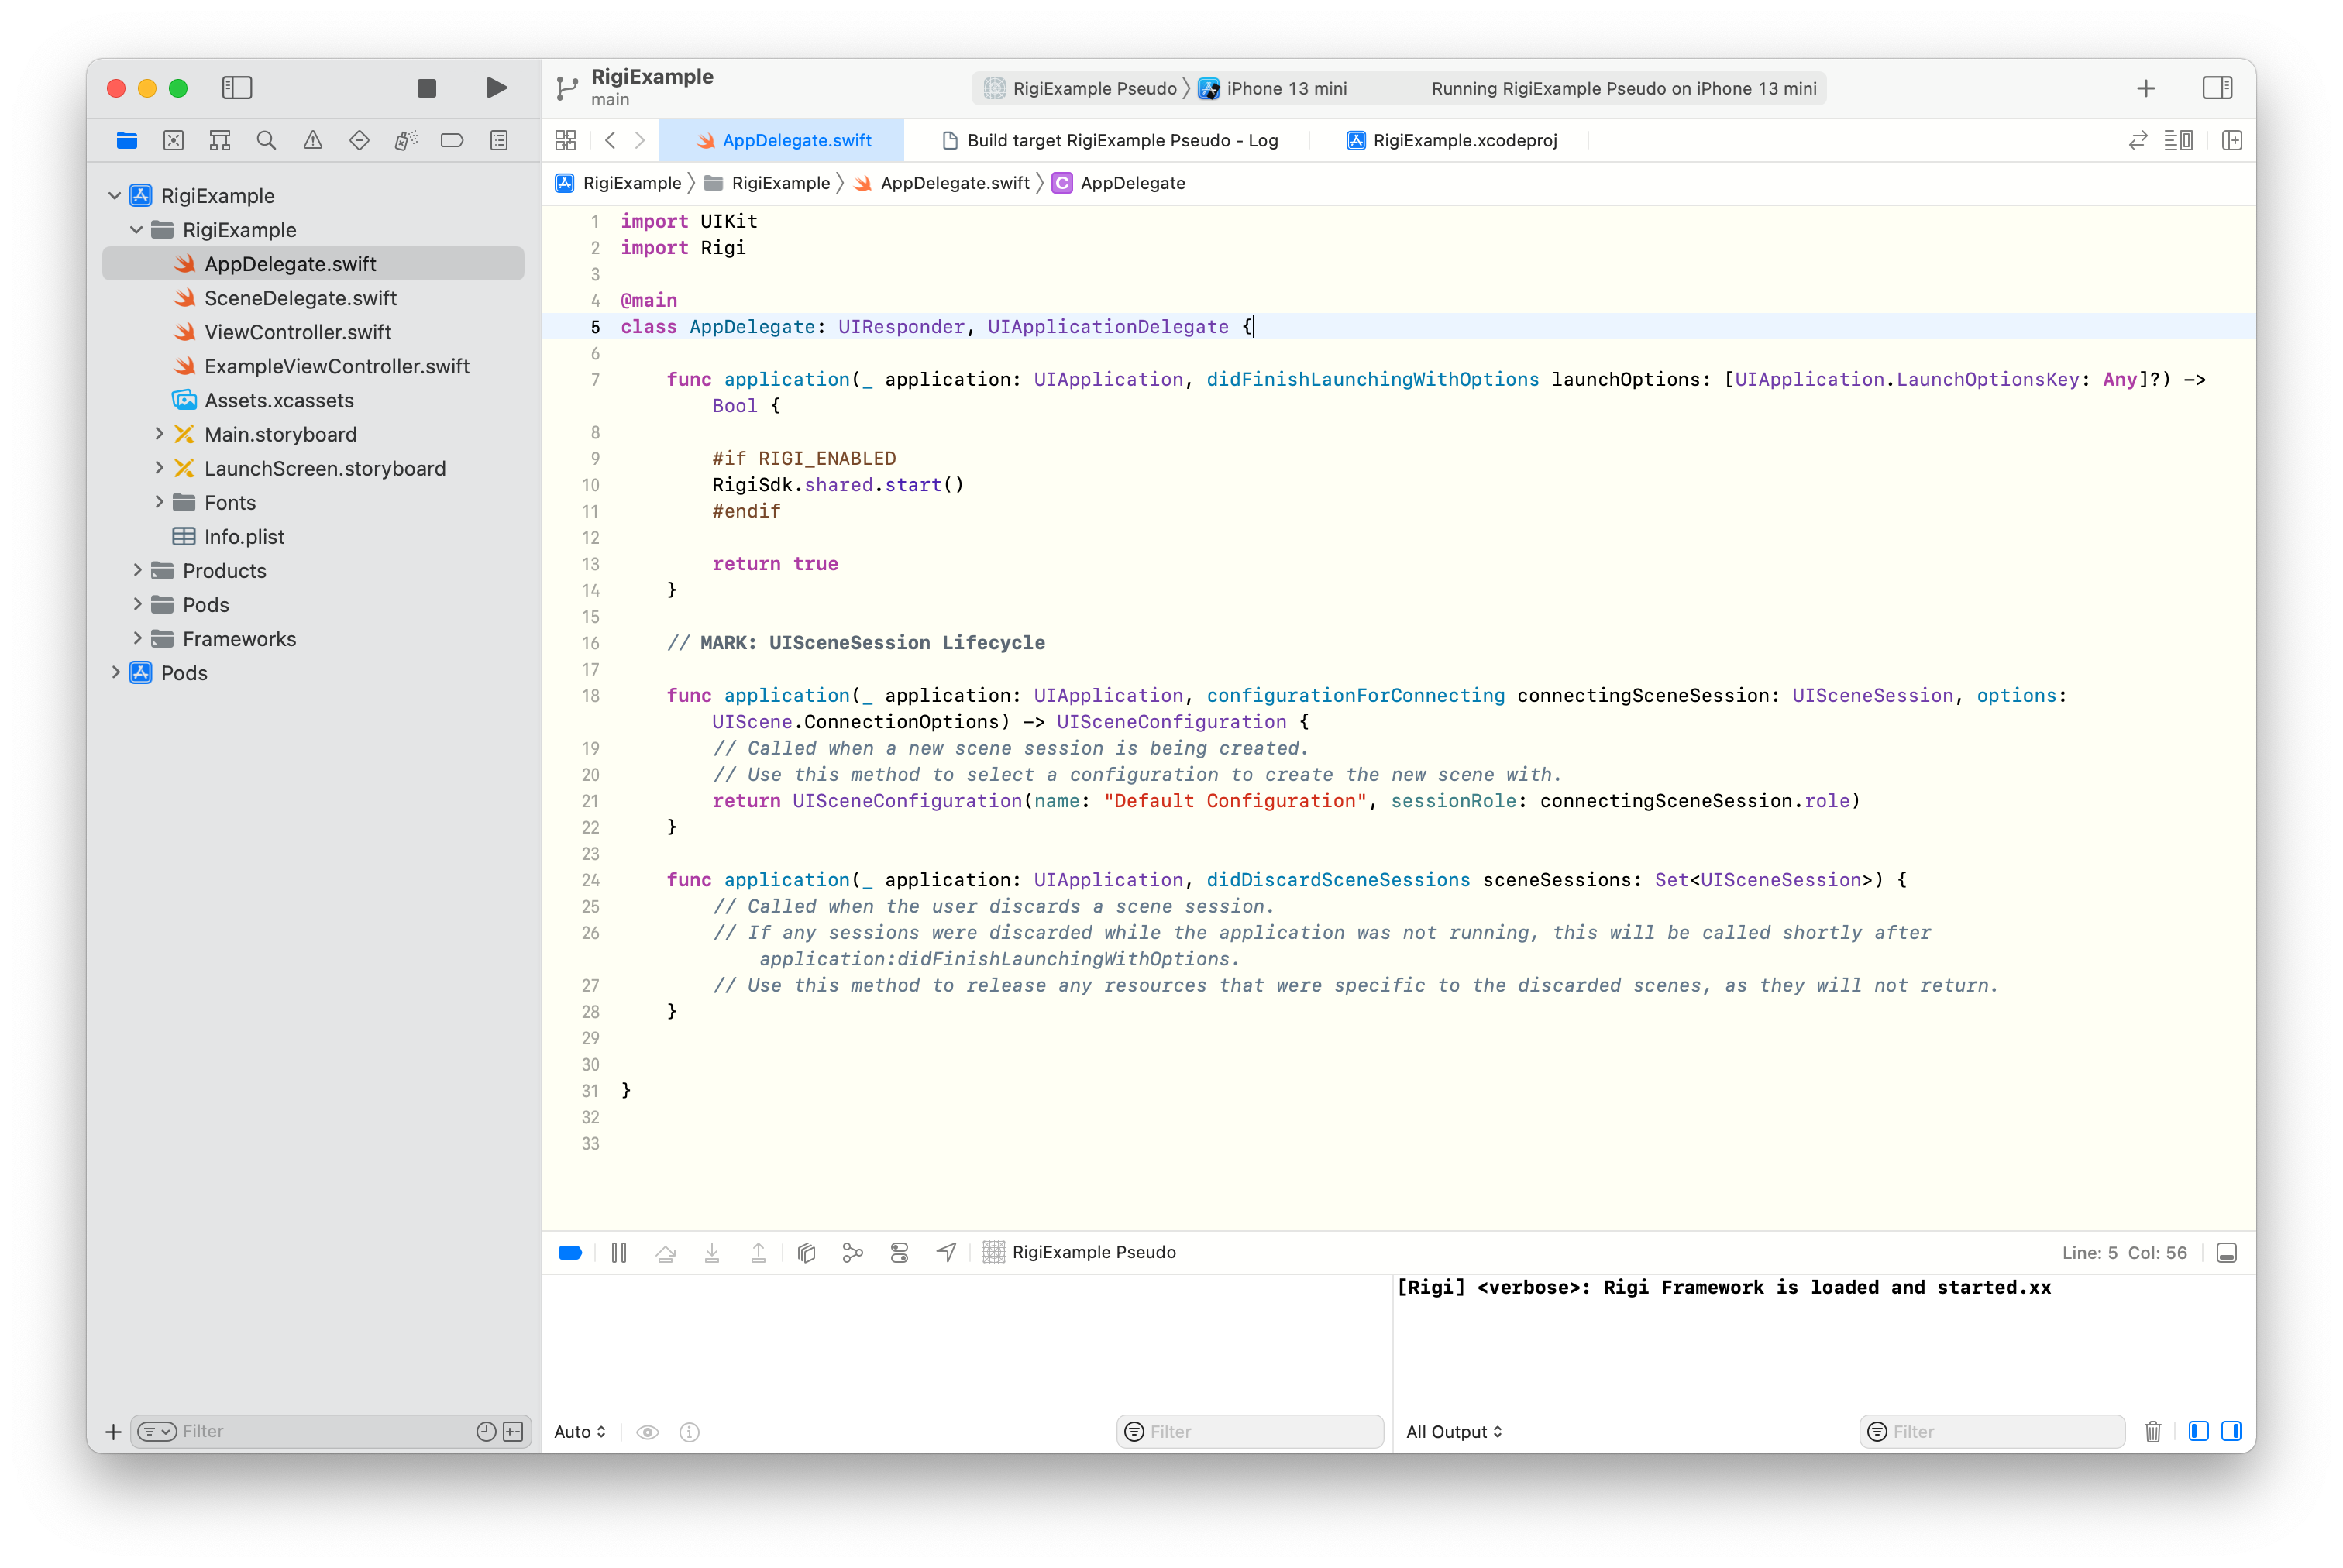 RigiExample
main
RigiExample Pseudo
iPhone 13 mini
Running RigiExample Pseudo on iPhone 13 mini
AppDelegate.swift
Build target RigiExample Pseudo - Log
RigiExample.xcodeproj
RigiExample
RigiExample
AppDelegate.swift
C
AppDelegate
RigiExample
RigiExample
AppDelegate.swift
SceneDelegate.swift
ViewController.swift
ExampleViewController.swift
Assets.xcassets
Main.storyboard
LaunchScreen.storyboard
Fonts
Info.plist
Products
Pods
Frameworks
Pods
Filter
1 import UIKit
2 import Rigi
3
4 @main
5 class AppDelegate: UIResponder, UIApplicationDelegate {
6
7 func application(_ application: UIApplication, didFinishLaunchingWithOptions launchOptions: [UIApplication.LaunchOptionsKey: Any]?) ->
Bool {
8
9 #if RIGI_ENABLED
10 RigiSdk.shared.start()
11 #endif
12
13 return true
14 }
15
16 // MARK: UISceneSession Lifecycle
17
18 func application(_ application: UIApplication, configurationForConnecting connectingSceneSession: UISceneSession, options:
UIScene.ConnectionOptions) -> UISceneConfiguration {
19 // Called when a new scene session is being created.
20 // Use this method to select a configuration to create the new scene with.
21 return UISceneConfiguration(name: "Default Configuration", sessionRole: connectingSceneSession.role)
22 }
23
24 func application(_ application: UIApplication, didDiscardSceneSessions sceneSessions: Set<UISceneSession>) {
25 // Called when the user discards a scene session.
26 // If any sessions were discarded while the application was not running, this will be called shortly after
application:didFinishLaunchingWithOptions.
27 // Use this method to release any resources that were specific to the discarded scenes, as they will not return.
28 }
29
30
31 }
32
33
RigiExample Pseudo
Line: 5 Col: 56
[Rigi] <verbose>: Rigi Framework is loaded and started.xx
Auto
Filter
All Output
Filter